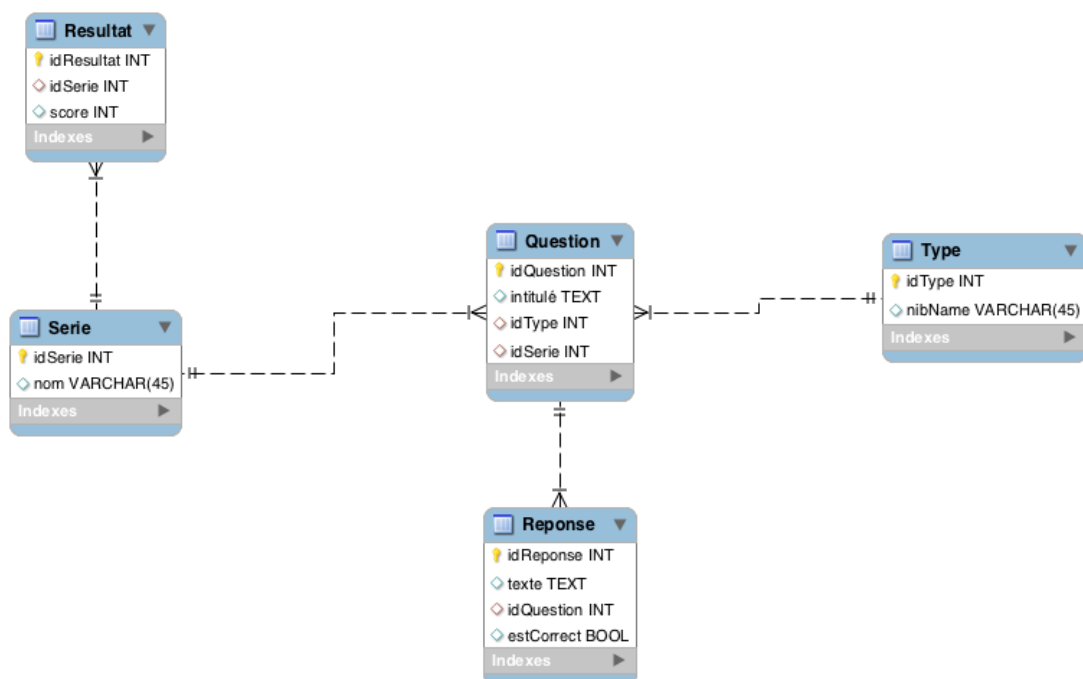 Resultat
idResultat INT
idSerie INT
score INT
Indexes
Serie
idSerie INT
nom VARCHAR(45)
Indexes
Question
idQuestion INT
intitulé TEXT
idType INT
idSerie INT
Indexes
Type
idType INT
nibName VARCHAR(45)
Indexes
Reponse
idReponse INT
texte TEXT
idQuestion INT
estCorrect BOOL
Indexes